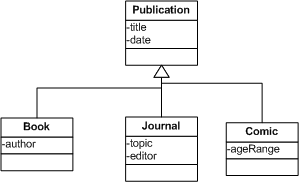 Publication
-title
-date
Book
-author
Journal
-topic
-editor
Comic
-ageRange